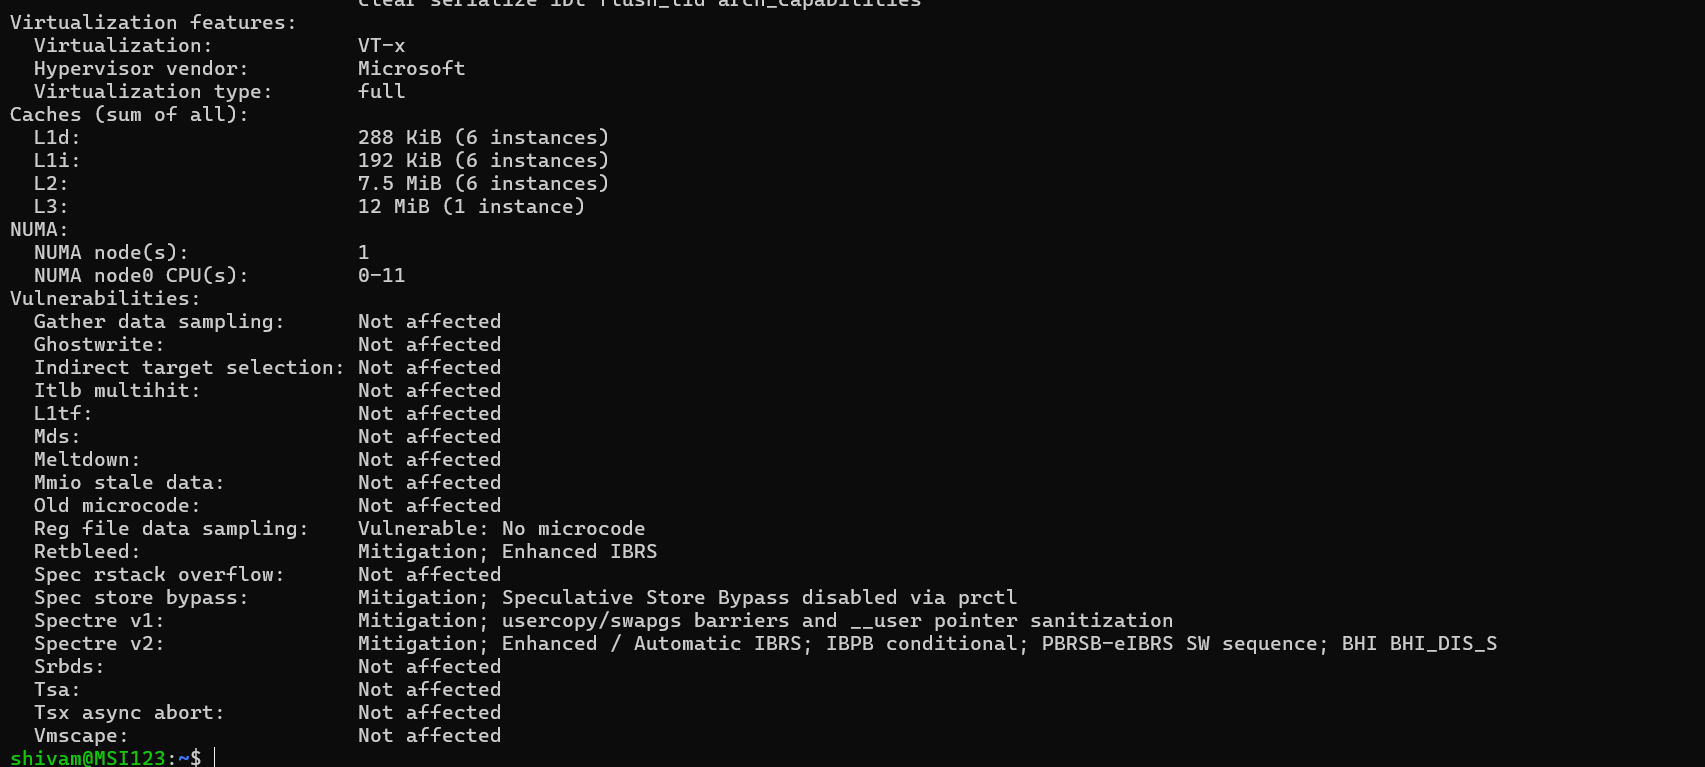 clear serialize ibt flush_l1d arch_capabilities
Virtualization features:
  Virtualization:            VT-x
  Hypervisor vendor:         Microsoft
  Virtualization type:       full
Caches (sum of all):
  L1d:                       288 KiB (6 instances)
  L1i:                       192 KiB (6 instances)
  L2:                        7.5 MiB (6 instances)
  L3:                        12 MiB (1 instance)
NUMA:
  NUMA node(s):              1
  NUMA node0 CPU(s):         0-11
Vulnerabilities:
  Gather data sampling:      Not affected
  Ghostwrite:                Not affected
  Indirect target selection: Not affected
  Itlb multihit:             Not affected
  L1tf:                      Not affected
  Mds:                       Not affected
  Meltdown:                  Not affected
  Mmio stale data:           Not affected
  Old microcode:             Not affected
  Reg file data sampling:    Vulnerable: No microcode
  Retbleed:                  Mitigation; Enhanced IBRS
  Spec rstack overflow:      Not affected
  Spec store bypass:         Mitigation; Speculative Store Bypass disabled via prctl
  Spectre v1:                Mitigation; usercopy/swapgs barriers and __user pointer sanitization
  Spectre v2:                Mitigation; Enhanced / Automatic IBRS; IBPB conditional; PBRSB-eIBRS SW sequence; BHI BHI_DIS_S
  Srbds:                     Not affected
  Tsa:                       Not affected
  Tsx async abort:           Not affected
  Vmscape:                   Not affected
shivam@MSI123:~$